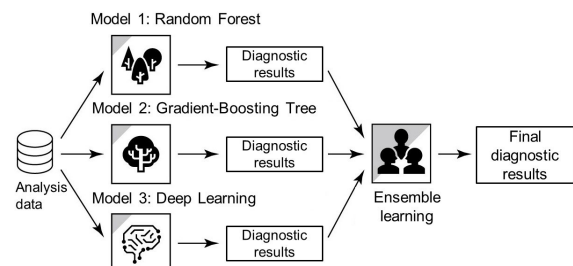 Model 1: Random Forest
Diagnostic
results
Model 2: Gradient-Boosting Tree
Analysis
data
Diagnostic
results
Ensemble
learning
Final
diagnostic
results
Model 3: Deep Learning
Diagnostic
results